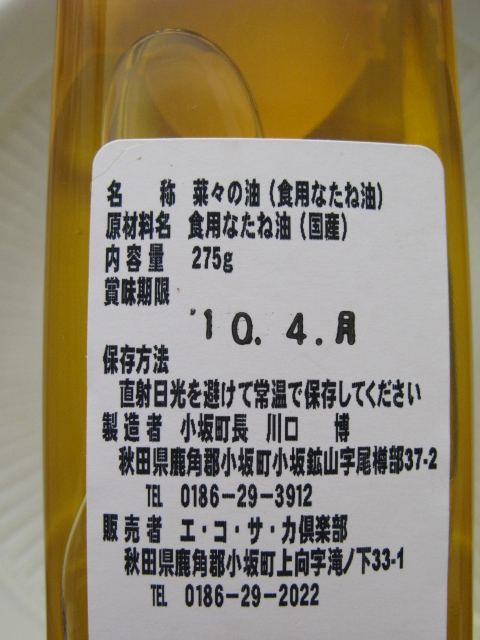 名　称 菜々の油（食用なたね油）
原材料名 食用なたね油（国産）
内容量 275g
賞味期限
'10.4.月
保存方法
直射日光を避けて常温で保存してください
製造者 小坂町長 川口 博
秋田県鹿角郡小坂町小坂鉱山字尾樽部37-2
TEL 0186-29-3912
販売者 エ・コ・サ・カ倶楽部
秋田県鹿角郡小坂町上向字滝ノ下33-1
TEL 0186-29-2022